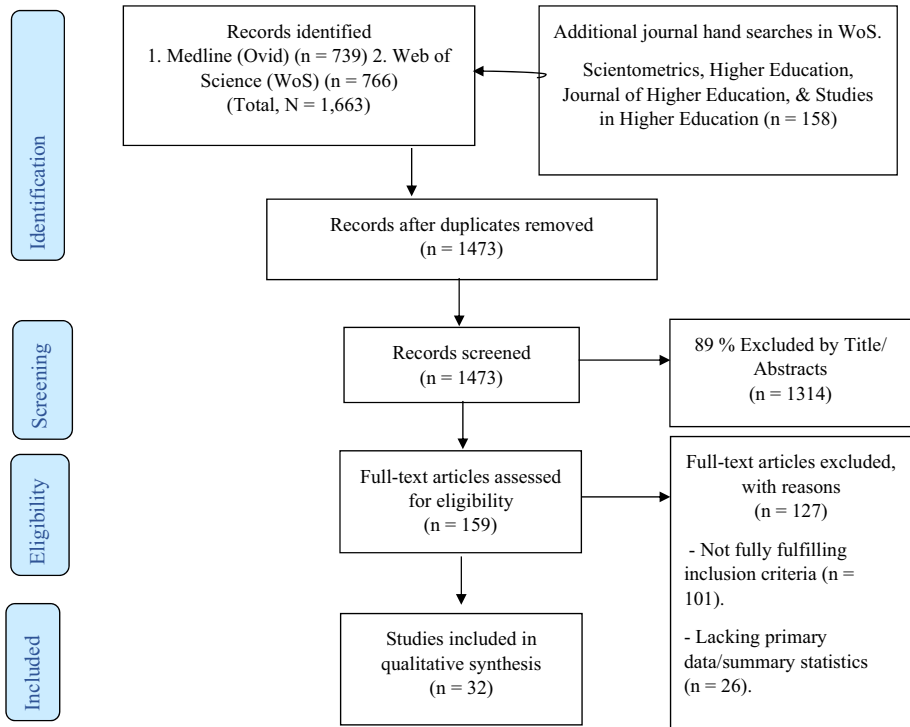 Identification
Records identified
1. Medline (Ovid) (n = 739) 2. Web of
Science (WoS) (n = 766)
(Total, N = 1,663)
Additional journal hand searches in WoS.
Scientometrics, Higher Education,
Journal of Higher Education, & Studies
in Higher Education (n = 158)
Records after duplicates removed
(n = 1473)
Screening
Records screened
(n = 1473)
89 % Excluded by Title/
Abstracts
(n = 1314)
Eligibility
Full-text articles assessed
for eligibility
(n = 159)
Full-text articles excluded,
with reasons
(n = 127)
- Not fully fulfilling
inclusion criteria (n =
101).
- Lacking primary
data/summary statistics
(n = 26).
Included
Studies included in
qualitative synthesis
(n = 32)